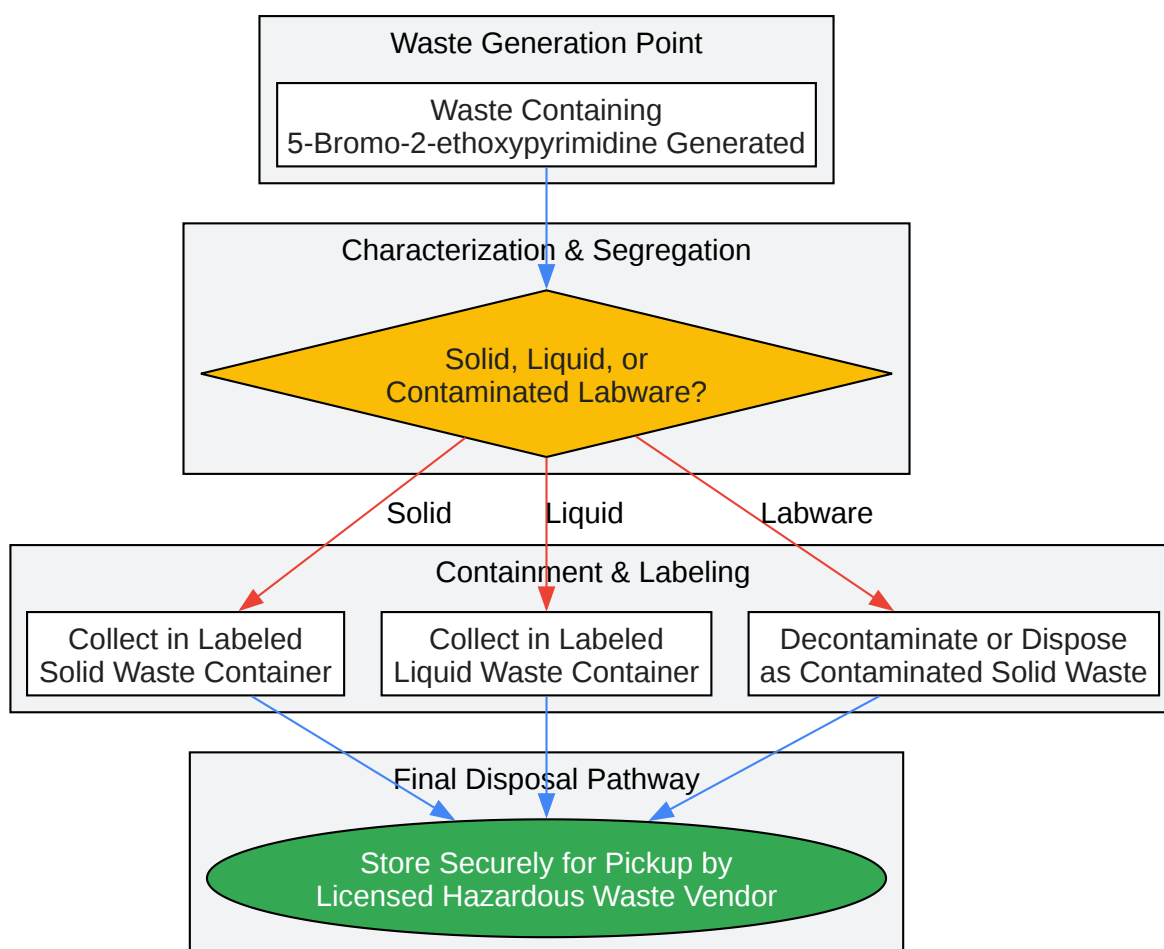 Waste Generation Point
Waste Containing
5-Bromo-2-ethoxypyrimidine Generated
Characterization & Segregation
Solid, Liquid, or
Contaminated Labware?
Solid
Liquid
Labware
Containment & Labeling
Collect in Labeled
Solid Waste Container
Collect in Labeled
Liquid Waste Container
Decontaminate or Dispose
as Contaminated Solid Waste
Final Disposal Pathway
Store Securely for Pickup by
Licensed Hazardous Waste Vendor